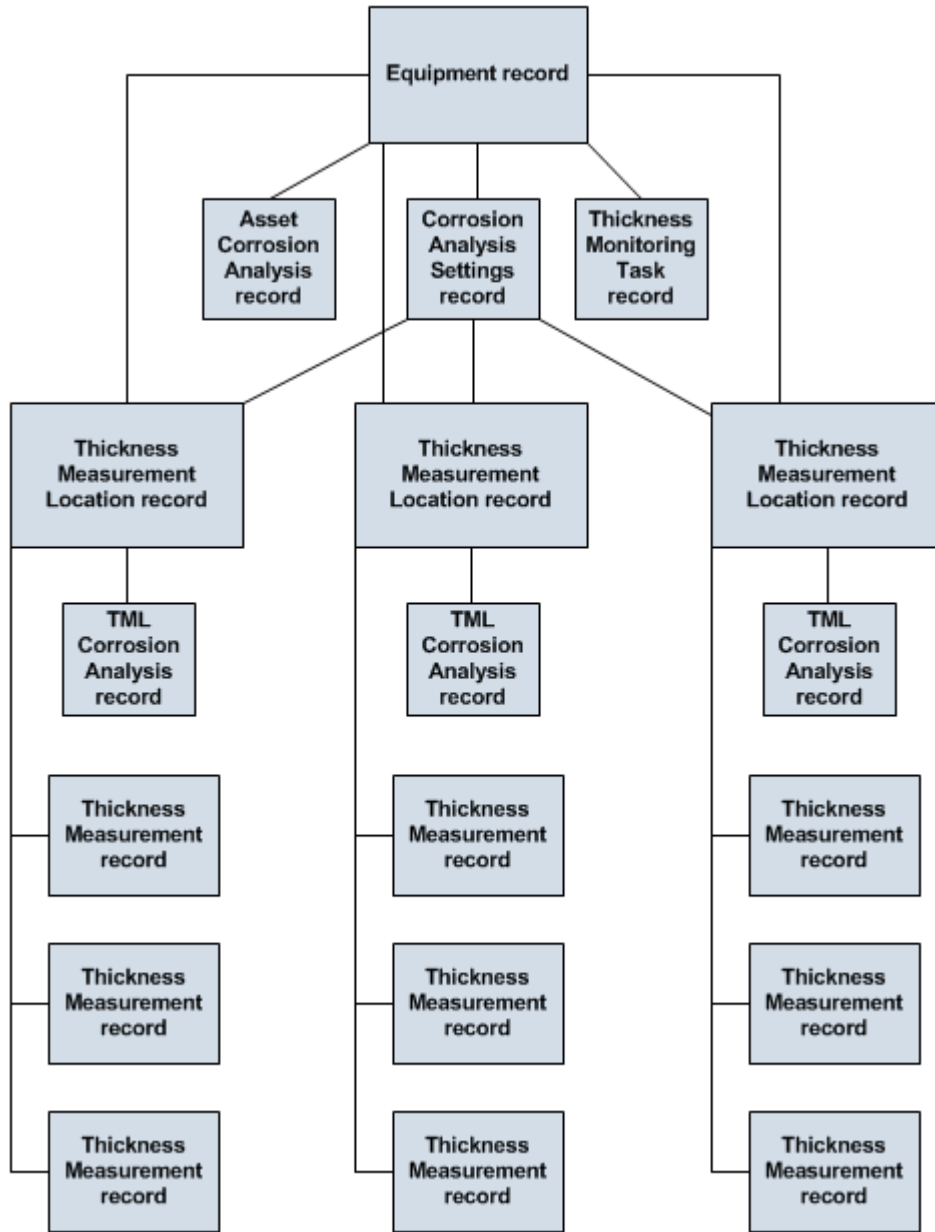 Equipment record
Asset
Corrosion
Analysis
record
Corrosion
Analysis
Settings
record
Thickness
Monitoring
Task
record
Thickness
Measurement
Location record
Thickness
Measurement
Location record
Thickness
Measurement
Location record
TML
Corrosion
Analysis
record
TML
Corrosion
Analysis
record
TML
Corrosion
Analysis
record
Thickness
Measurement
record
Thickness
Measurement
record
Thickness
Measurement
record
Thickness
Measurement
record
Thickness
Measurement
record
Thickness
Measurement
record
Thickness
Measurement
record
Thickness
Measurement
record
Thickness
Measurement
record